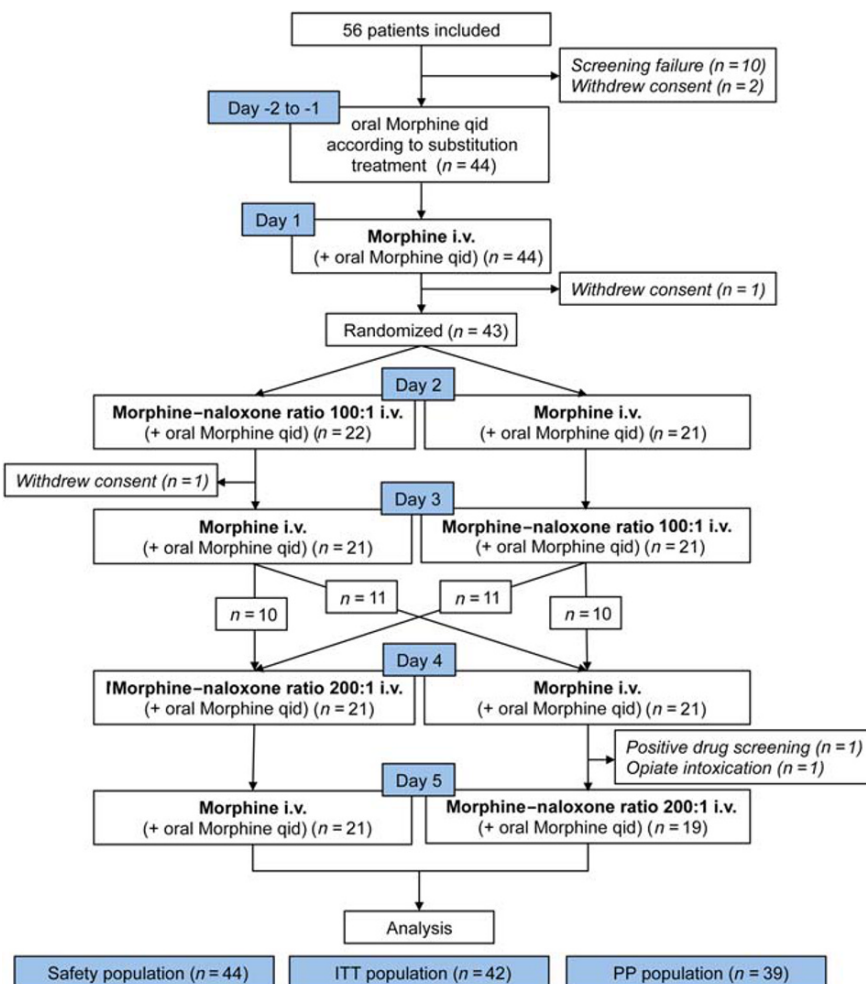 56 patients included
Screening failure (n = 10)
Withdrew consent (n = 2)
Day -2 to -1
oral Morphine qid
according to substitution
treatment (n = 44)
Day 1
Morphine i.v.
(+ oral Morphine qid) (n = 44)
Withdrew consent (n = 1)
Randomized (n = 43)
Day 2
Morphine–naloxone ratio 100:1 i.v.
(+ oral Morphine qid) (n = 22)
Morphine i.v.
(+ oral Morphine qid) (n = 21)
Withdrew consent (n = 1)
Day 3
Morphine i.v.
(+ oral Morphine qid) (n = 21)
Morphine–naloxone ratio 100:1 i.v.
(+ oral Morphine qid) (n = 21)
n = 10
n = 11
n = 11
n = 10
Day 4
Morphine–naloxone ratio 200:1 i.v.
(+ oral Morphine qid) (n = 21)
Morphine i.v.
(+ oral Morphine qid) (n = 21)
Positive drug screening (n = 1)
Opiate intoxication (n = 1)
Day 5
Morphine i.v.
(+ oral Morphine qid) (n = 21)
Morphine–naloxone ratio 200:1 i.v.
(+ oral Morphine qid) (n = 19)
Analysis
Safety population (n = 44)
ITT population (n = 42)
PP population (n = 39)